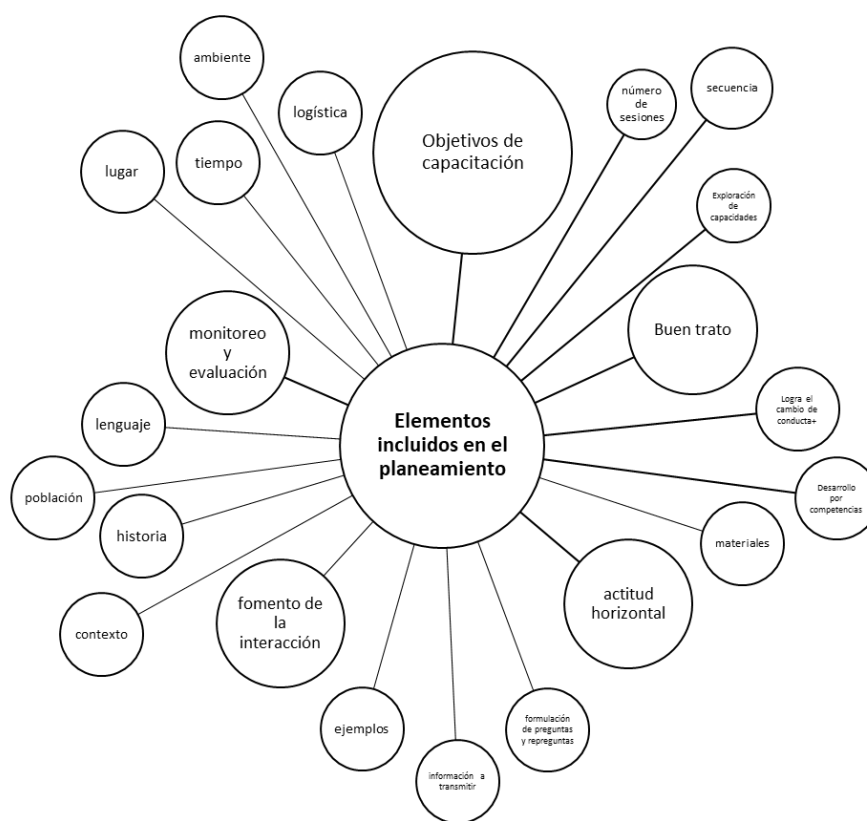 ambiente
logística
Objetivos de
capacitación
número
de
sesiones
secuencia
lugar
tiempo
Exploración
de
capacidades
monitoreo
y
evaluación
Buen trato
Elementos
incluidos en el
planeamiento
Logra el
cambio de
conducta+
lenguaje
población
historia
Desarrollo
por
competencias
materiales
contexto
fomento de
la
interacción
actitud
horizontal
ejemplos
información a
transmitir
formulación
de preguntas
y repreguntas